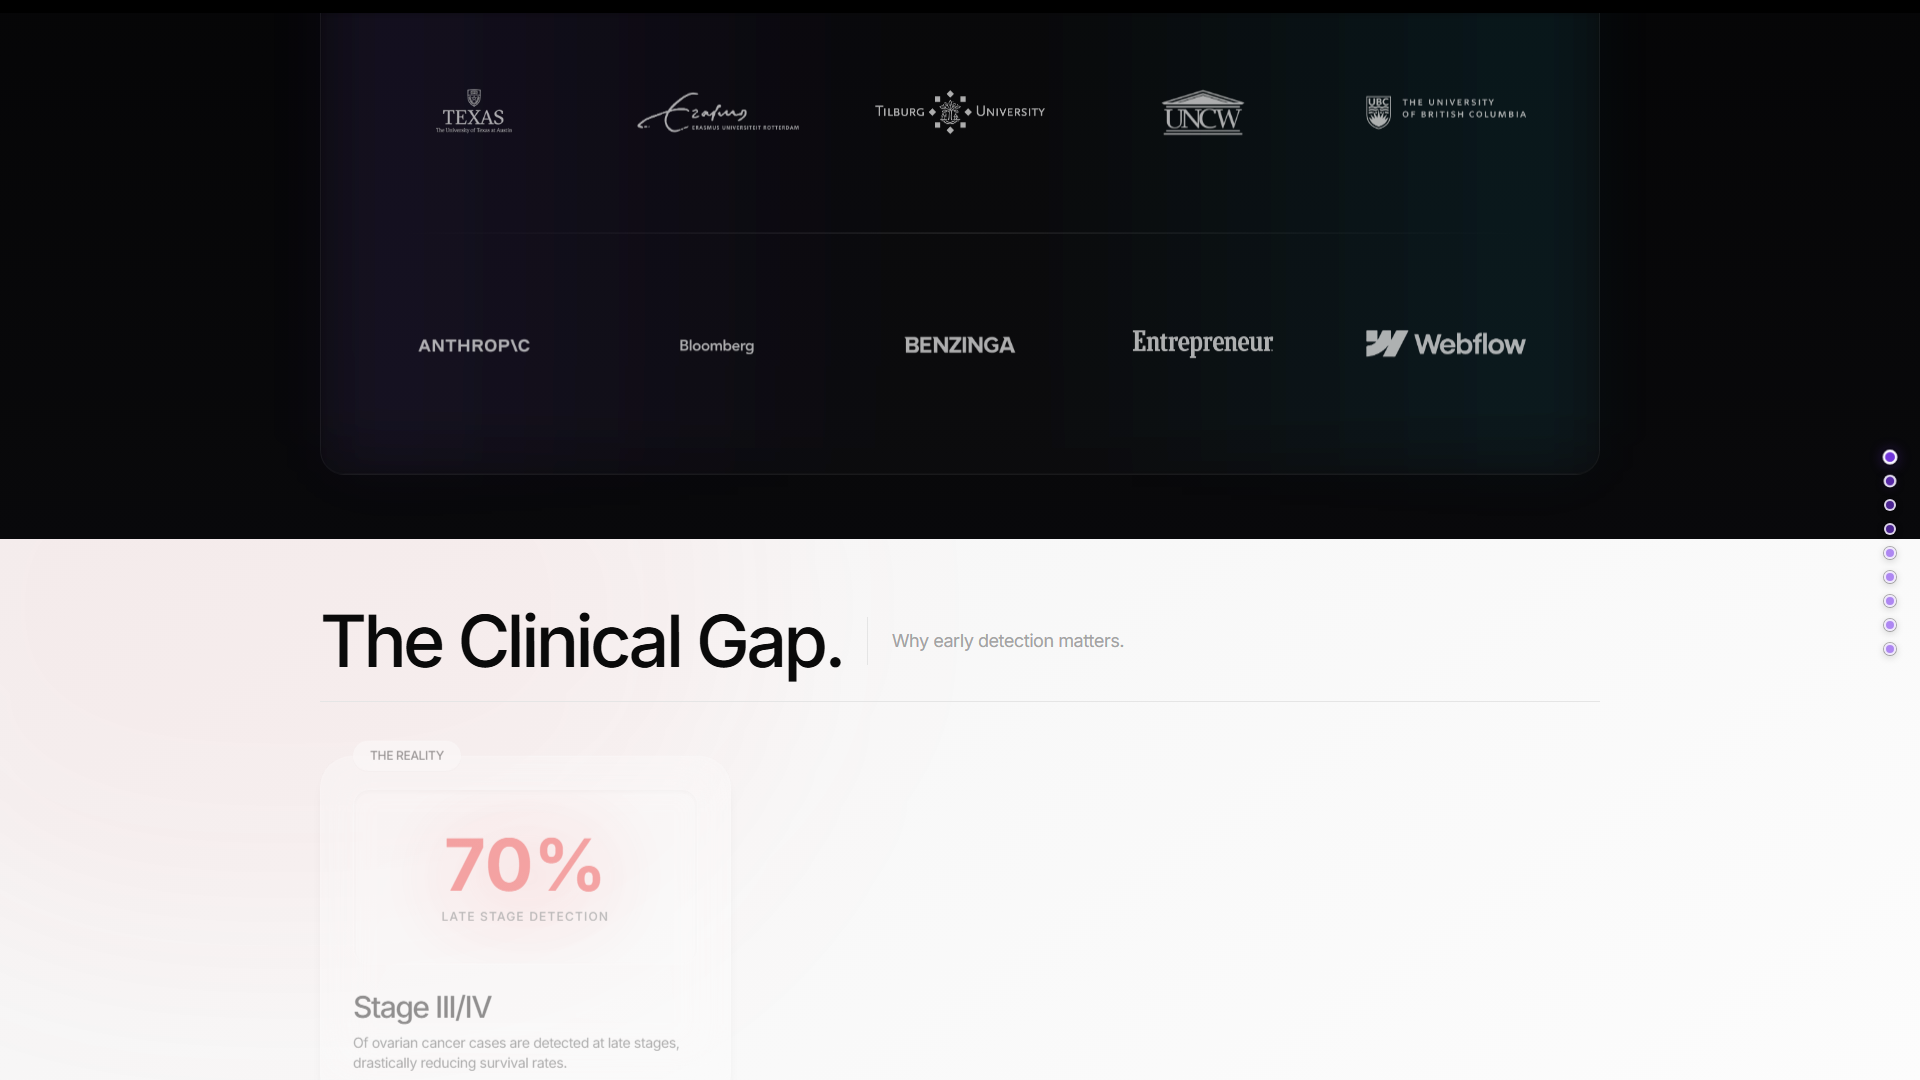 TEXAS
The University of Texas at Austin
Erasmus
ERASMUS UNIVERSITEIT ROTTERDAM
TILBURG UNIVERSITY
UNCW
UBC
THE UNIVERSITY
OF BRITISH COLUMBIA
ANTHROP\C
Bloomberg
BENZINGA
Entrepreneur
Webflow
The Clinical Gap.
Why early detection matters.
THE REALITY
70%
LATE STAGE DETECTION
Stage III/IV
Of ovarian cancer cases are detected at late stages,
drastically reducing survival rates.